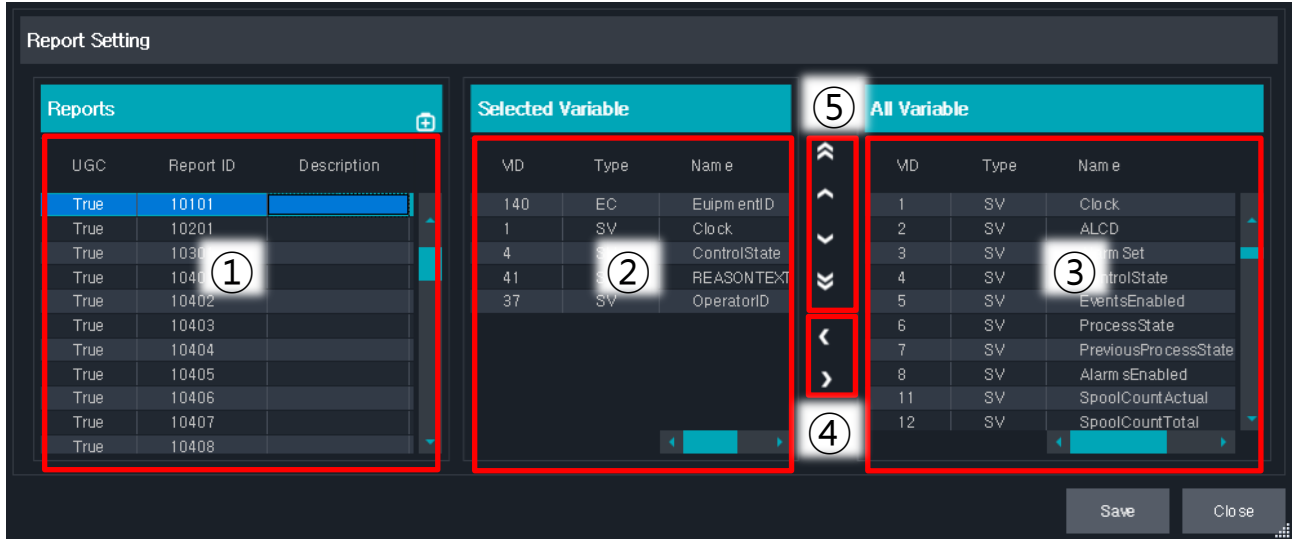 Report Setting
Reports
UGC Report ID Description
True 10101
True 10201
True
True
True 10402
True 10403
True 10404
True 10405
True 10406
True 10407
True 10408
①
Selected Variable
VID Type Name
140 EC EuipmentID
1 SV Clock
4 ControlState
41 REASONTEXT
37 SV OperatorID
②
⑤
④
All Variable
VID Type Name
1 SV Clock
2 SV ALCD
3 SV Set
4 SV
5 SV EventsEnabled
6 SV ProcessState
7 SV PreviousProcessState
8 SV AlarmsEnabled
11 SV SpoolCountActual
12 SV SpoolCountTotal
③
Save Close